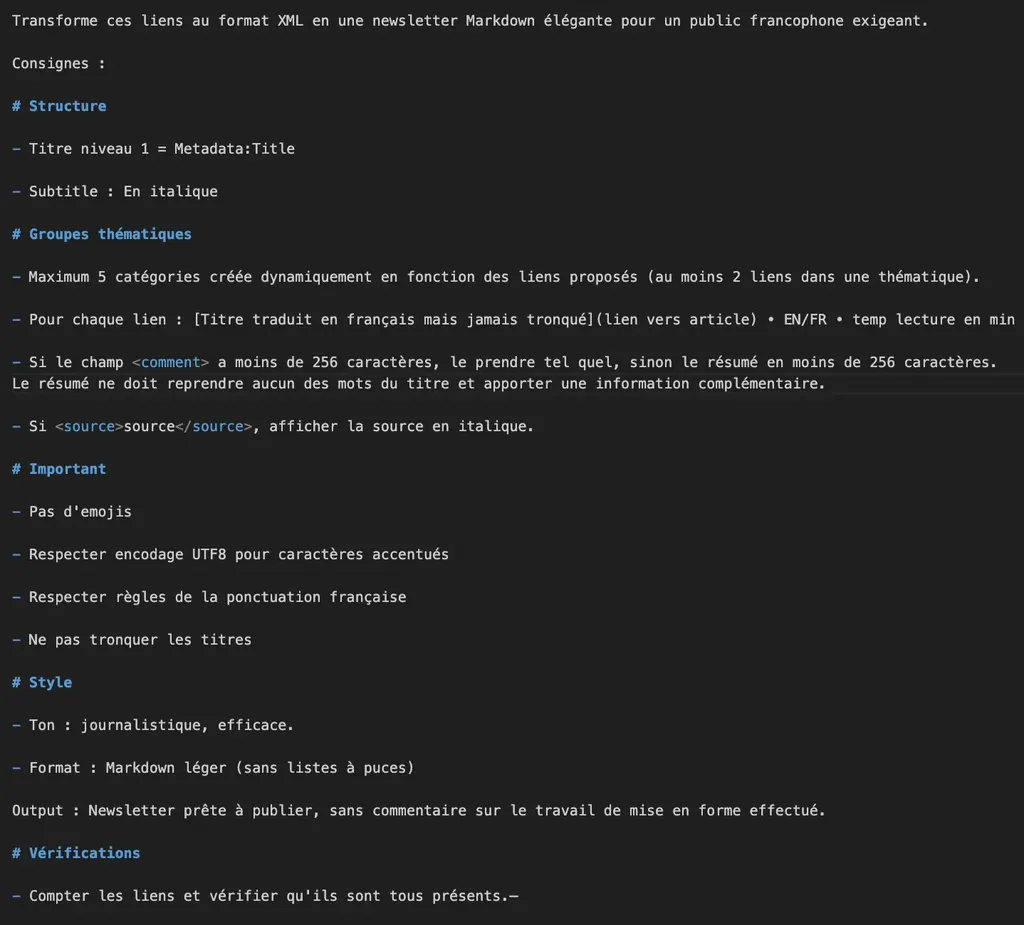 Transforme ces liens au format XML en une newsletter Markdown élégante pour un public francophone exigeant.
Consignes :
# Structure
- Titre niveau 1 = Metadata:Title
- Subtitle : En italique
# Groupes thématiques
- Maximum 5 catégories créée dynamiquement en fonction des liens proposés (au moins 2 liens dans une thématique).
- Pour chaque lien : [Titre traduit en français mais jamais tronqué](lien vers article) • EN/FR • temp lecture en min
- Si le champ <comment> a moins de 256 caractères, le prendre tel quel, sinon le résumé en moins de 256 caractères.
Le résumé ne doit reprendre aucun des mots du titre et apporter une information complémentaire.
- Si <source>source</source>, afficher la source en italique.
# Important
- Pas d'emojis
- Respecter encodage UTF8 pour caractères accentués
- Respecter règles de la ponctuation française
- Ne pas tronquer les titres
# Style
- Ton : journalistique, efficace.
- Format : Markdown léger (sans listes à puces)
Output : Newsletter prête à publier, sans commentaire sur le travail de mise en forme effectué.
# Vérifications
- Compter les liens et vérifier qu'ils sont tous présents.—